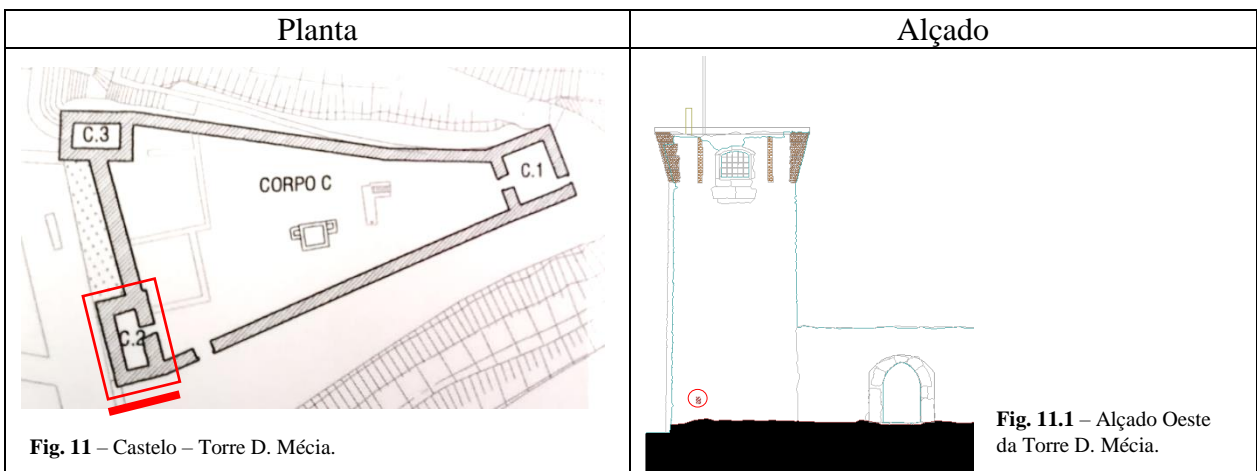 Planta
Alçado
C.3
C.1
CORPO C
C.2
Fig. 11 – Castelo – Torre D. Mécia.
Fig. 11.1 – Alçado Oeste
da Torre D. Mécia.